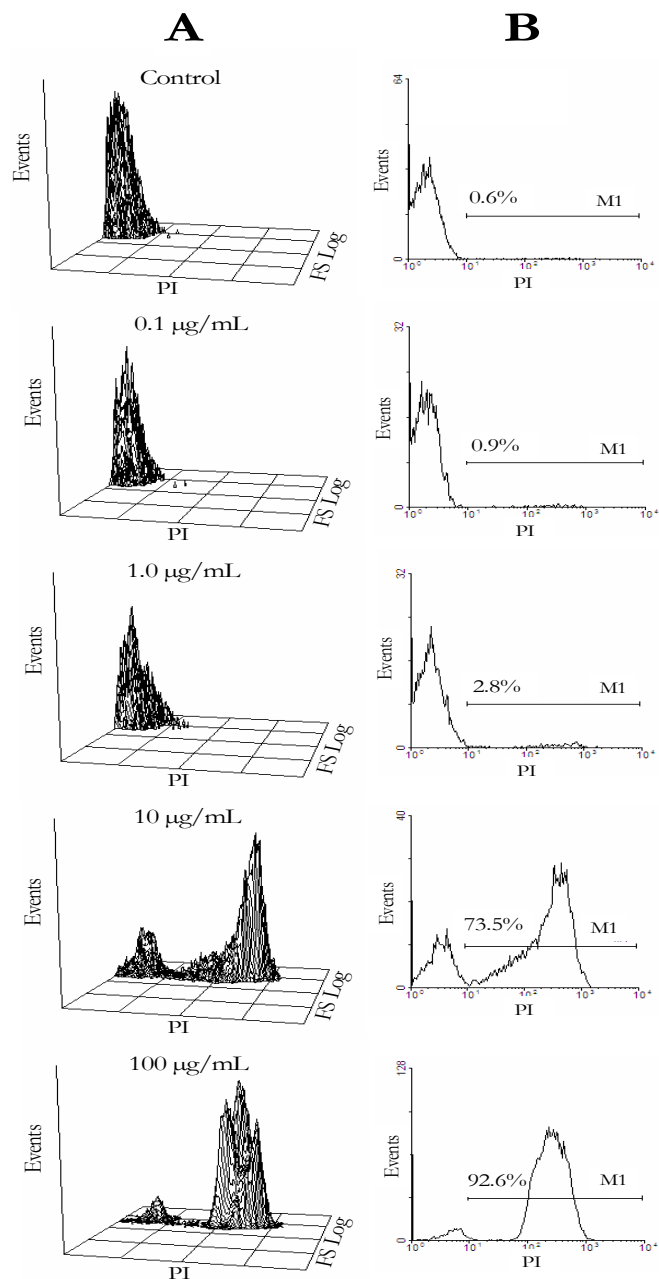 A
B
Control
Events
FS Log
PI
64
Events
0.6%
M1
0
10⁰ 10¹ 10² 10³ 10⁴
PI
0.1 µg/mL
Events
FS Log
PI
32
Events
0.9%
M1
0
10⁰ 10¹ 10² 10³ 10⁴
PI
1.0 µg/mL
Events
FS Log
PI
32
Events
2.8%
M1
0
10⁰ 10¹ 10² 10³ 10⁴
PI
10 µg/mL
Events
FS Log
PI
40
Events
73.5%
M1
0
10⁰ 10¹ 10² 10³ 10⁴
PI
100 µg/mL
Events
FS Log
PI
128
Events
92.6%
M1
0
10⁰ 10¹ 10² 10³ 10⁴
PI